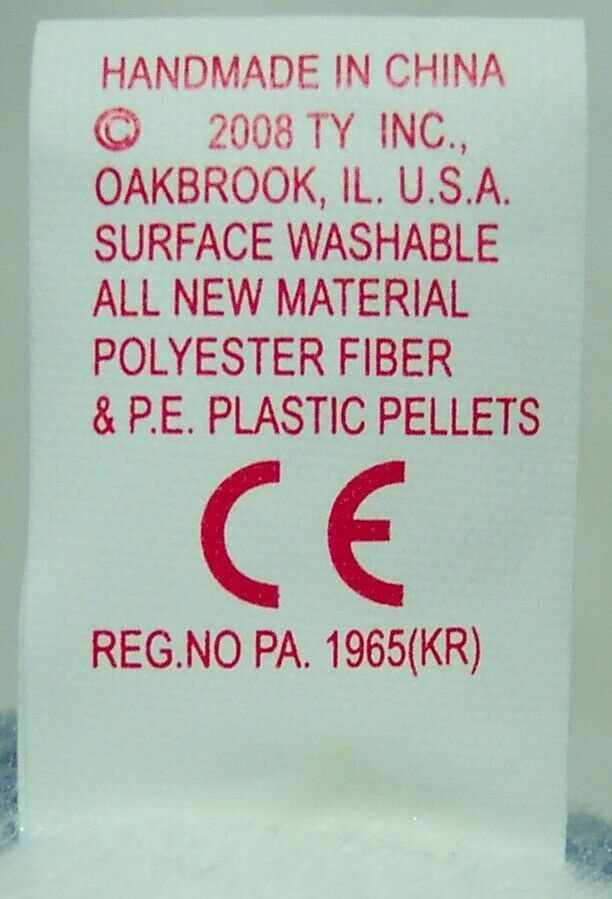 HANDMADE IN CHINA
© 2008 TY INC.,
OAKBROOK, IL. U.S.A.
SURFACE WASHABLE
ALL NEW MATERIAL
POLYESTER FIBER
& P.E. PLASTIC PELLETS
CE
REG.NO PA. 1965(KR)